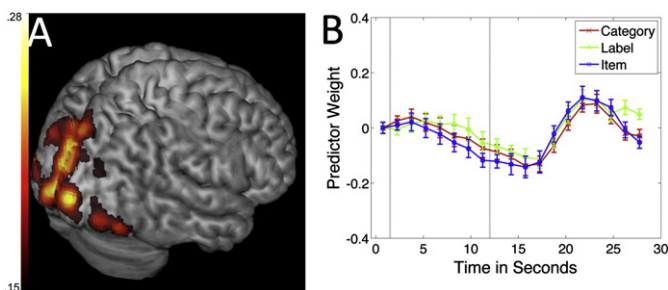 .28
A
.15
B
Category
Label
Item
Predictor Weight
0.4
0.2
0
-0.2
-0.4
0 5 10 15 20 25 30
Time in Seconds